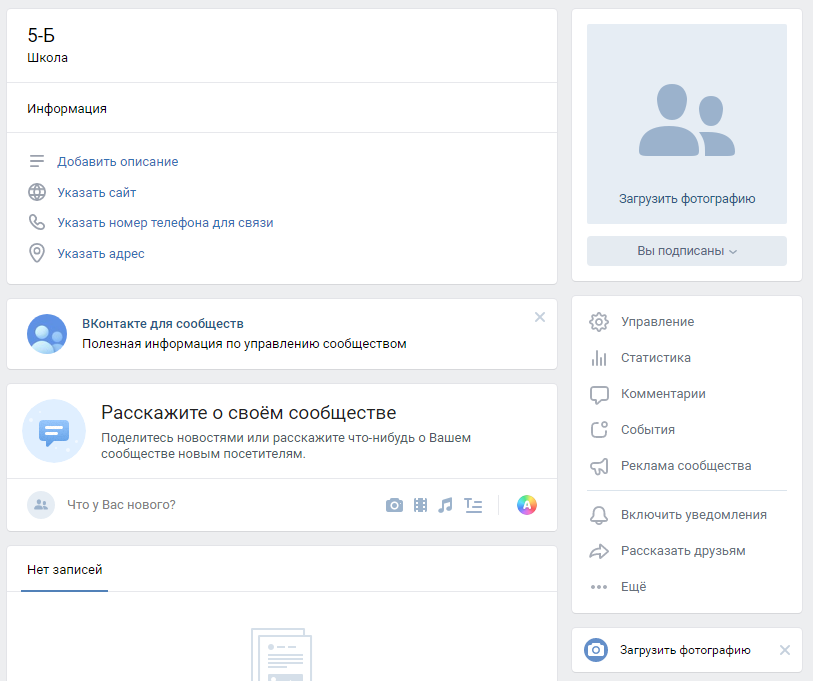 5-Б
Школа
Информация
Добавить описание
Указать сайт
Указать номер телефона для связи
Указать адрес
ВКонтакте для сообществ
Полезная информация по управлению сообществом
Расскажите о своём сообществе
Поделитесь новостями или расскажите что-нибудь о Вашем
сообществе новым посетителям.
Что у Вас нового?
A
Нет записей
Загрузить фотографию
Вы подписаны
Управление
Статистика
Комментарии
События
Реклама сообщества
Включить уведомления
Рассказать друзьям
Ещё
Загрузить фотографию